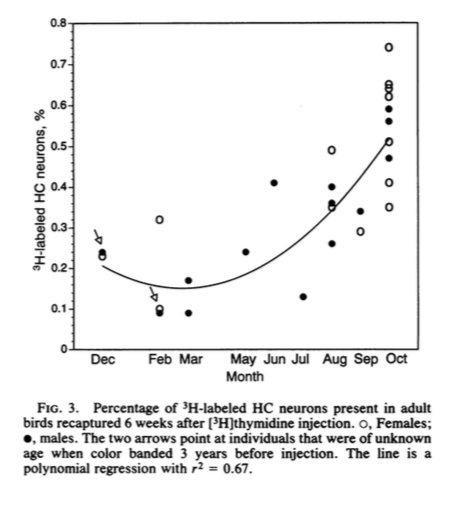 0.8
0.7
0.6
0.5
0.4
0.3
0.2
0.1
0
³H-labeled HC neurons, %
Dec Feb Mar May Jun Jul Aug Sep Oct
Month
FIG. 3. Percentage of ³H-labeled HC neurons present in adult
birds recaptured 6 weeks after [³H]thymidine injection. ○, Females;
●, males. The two arrows point at individuals that were of unknown
age when color banded 3 years before injection. The line is a
polynomial regression with r² = 0.67.